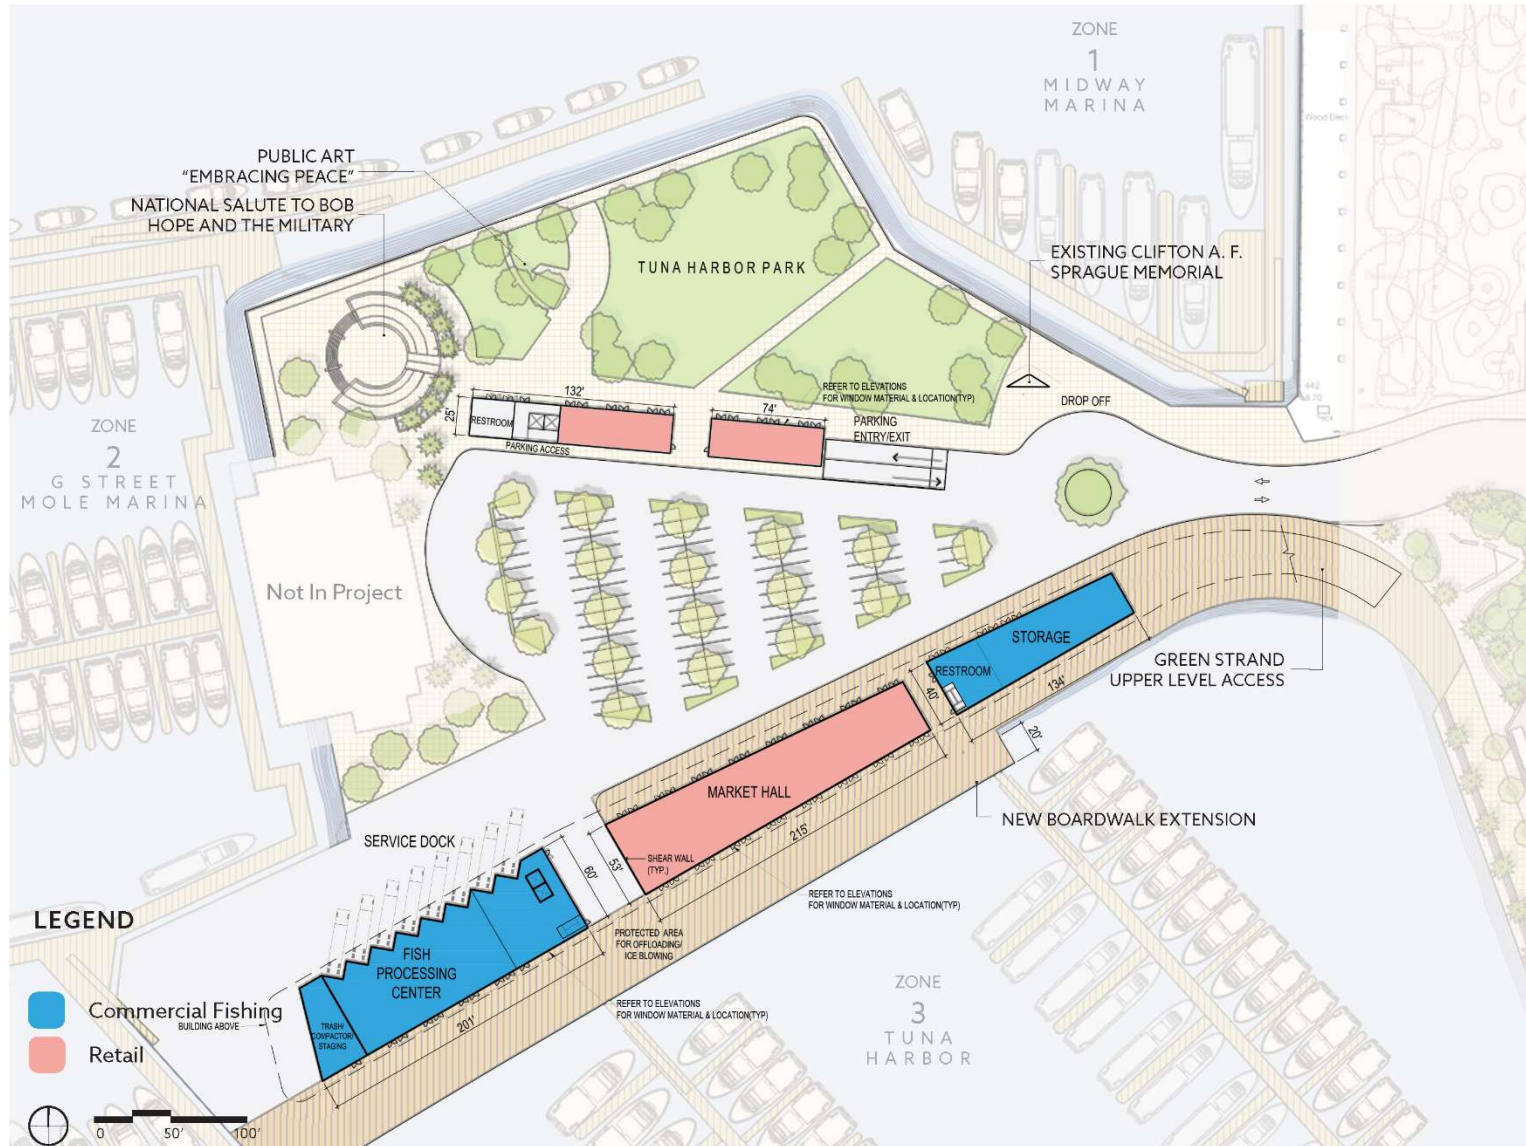 ZONE
1
MIDWAY
MARINA
Wood Deck
PUBLIC ART
"EMBRACING PEACE"
NATIONAL SALUTE TO BOB
HOPE AND THE MILITARY
TUNA HARBOR PARK
EXISTING CLIFTON A. F.
SPRAGUE MEMORIAL
132'
25'
RESTROOM
PARKING ACCESS
74'
REFER TO ELEVATIONS
FOR WINDOW MATERIAL & LOCATION(TYP)
PARKING
ENTRY/EXIT
DROP OFF
ZONE
2
G STREET
MOLE MARINA
Not In Project
STORAGE
RESTROOM
40'
134'
20'
GREEN STRAND
UPPER LEVEL ACCESS
MARKET HALL
215'
NEW BOARDWALK EXTENSION
SERVICE DOCK
SHEAR WALL
(TYP.)
53'
60'
REFER TO ELEVATIONS
FOR WINDOW MATERIAL & LOCATION(TYP)
PROTECTED AREA
FOR OFFLOADING/
ICE BLOWING
FISH
PROCESSING
CENTER
201'
TRASH/
COMPACTOR/
STAGING
REFER TO ELEVATIONS
FOR WINDOW MATERIAL & LOCATION(TYP)
ZONE
3
TUNA
HARBOR
LEGEND
Commercial Fishing
BUILDING ABOVE
Retail
0 50' 100'